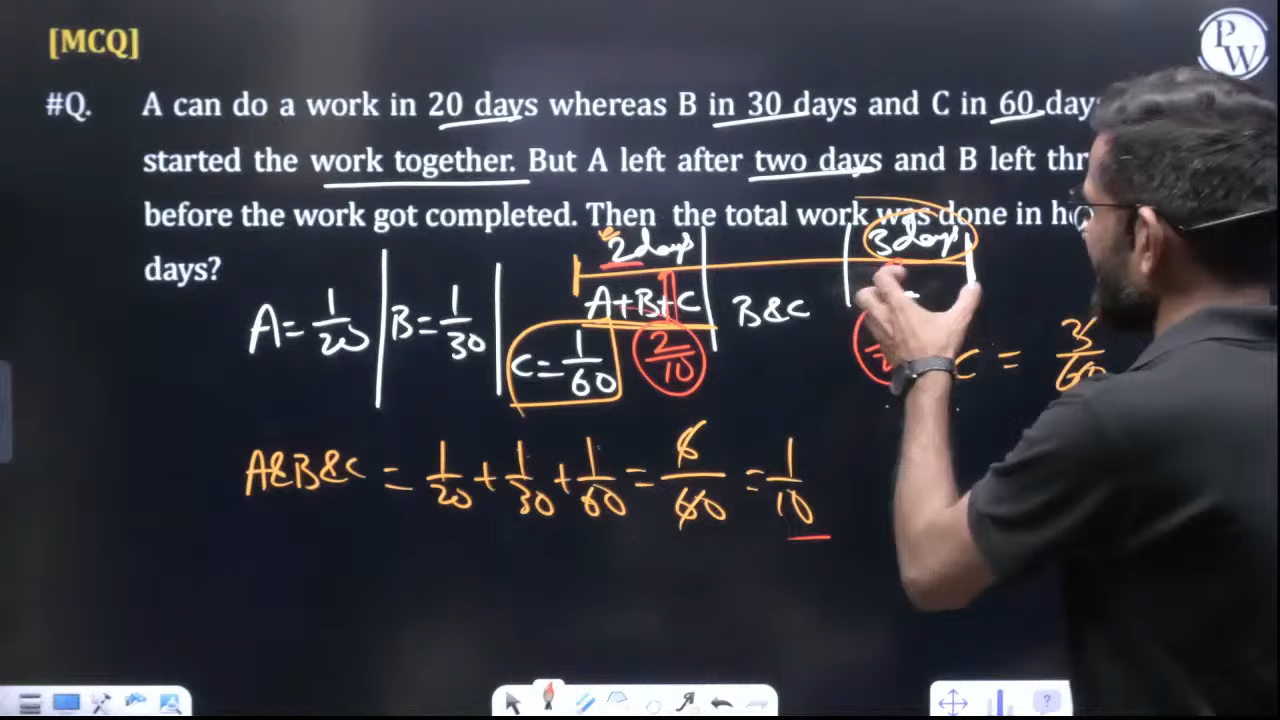 [MCQ]
PW
#Q. A can do a work in 20 days whereas B in 30 days and C in 60
started the work together. But A left after two days and B left
before the work got completed. Then the total work was done in
days?
2 days
3 days
A = 1/20 B = 1/30 C = 1/60
A+B+C B&C
2/10
C = 3/60
A&B&C = 1/20 + 1/30 + 1/60 = 6/60 = 1/10